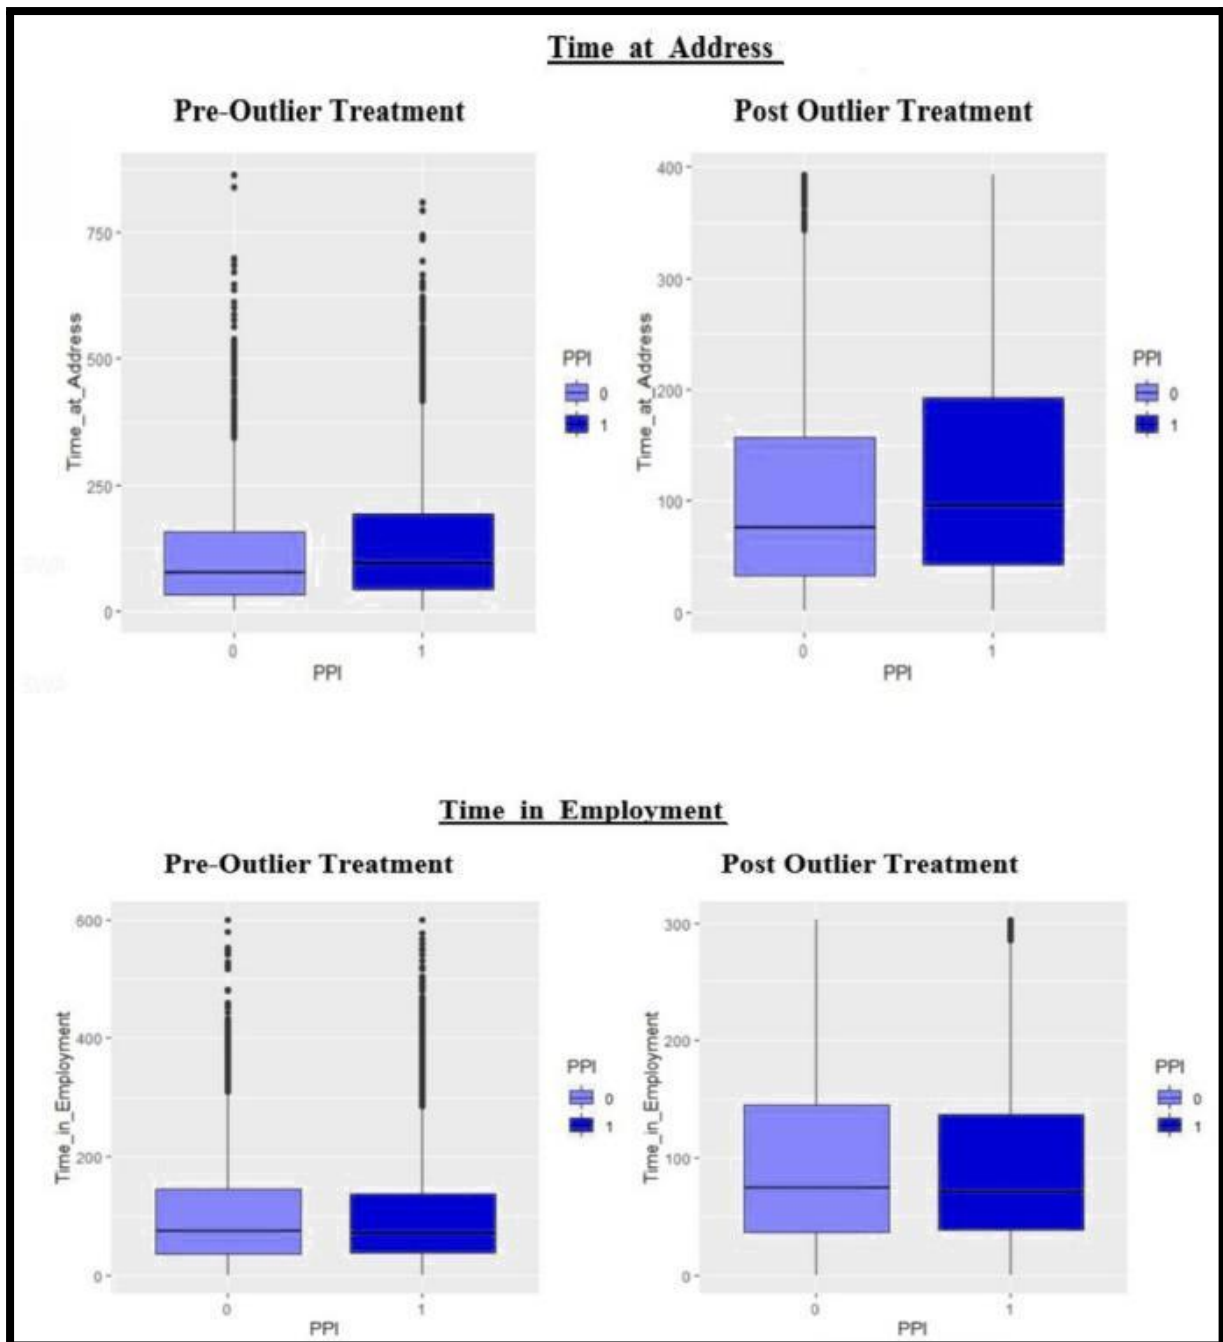 Time at Address
Pre-Outlier Treatment
Post Outlier Treatment
Time_at_Address
750
500
250
0
0
1
PPI
PPI
0
1
Time_at_Address
400
300
200
100
0
0
1
PPI
PPI
0
1
Time in Employment
Pre-Outlier Treatment
Post Outlier Treatment
Time_in_Employment
600
400
200
0
0
1
PPI
PPI
0
1
Time_in_Employment
300
200
100
0
0
1
PPI
PPI
0
1